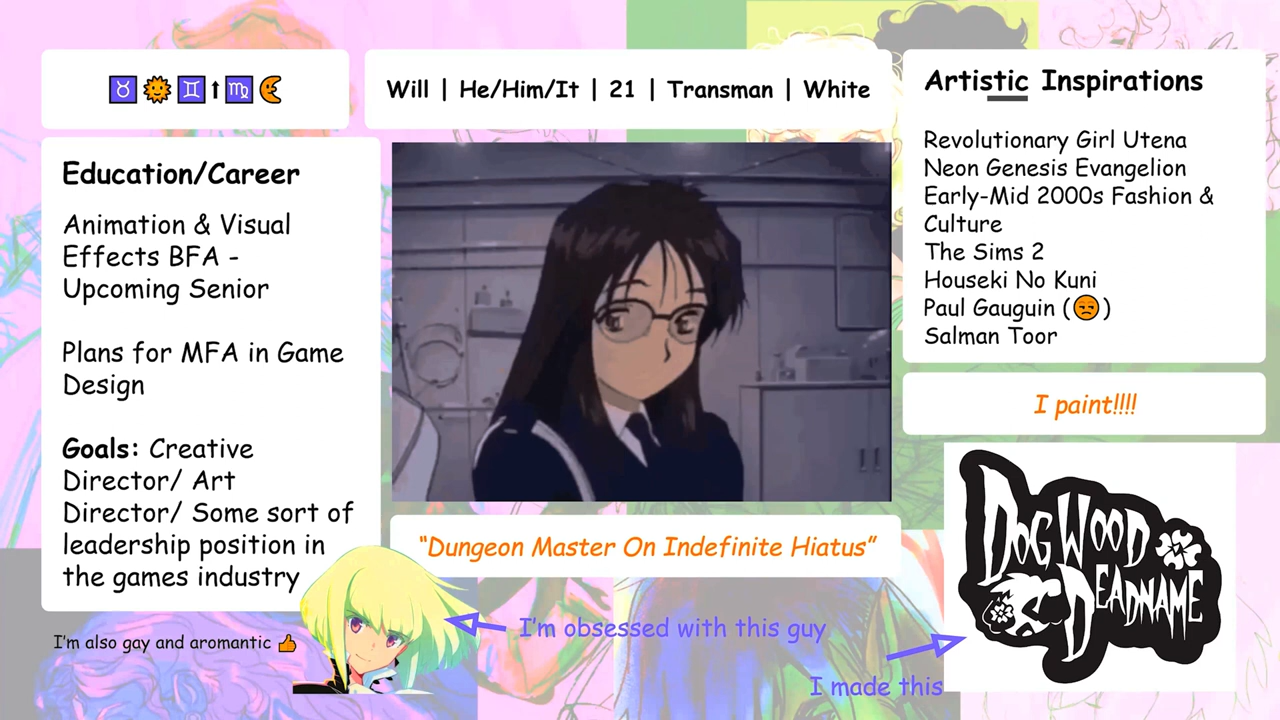 ♉🌞♊⬆♍🌜
Will | He/Him/It | 21 | Transman | White
Education/Career
Animation & Visual
Effects BFA -
Upcoming Senior
Plans for MFA in Game
Design
Goals: Creative
Director/ Art
Director/ Some sort of
leadership position in
the games industry
I'm also gay and aromantic 👍
"Dungeon Master On Indefinite Hiatus"
I'm obsessed with this guy
I made this
Artistic Inspirations
Revolutionary Girl Utena
Neon Genesis Evangelion
Early-Mid 2000s Fashion &
Culture
The Sims 2
Houseki No Kuni
Paul Gauguin (😒)
Salman Toor
I paint!!!!
DOGWOOD
DEADNAME